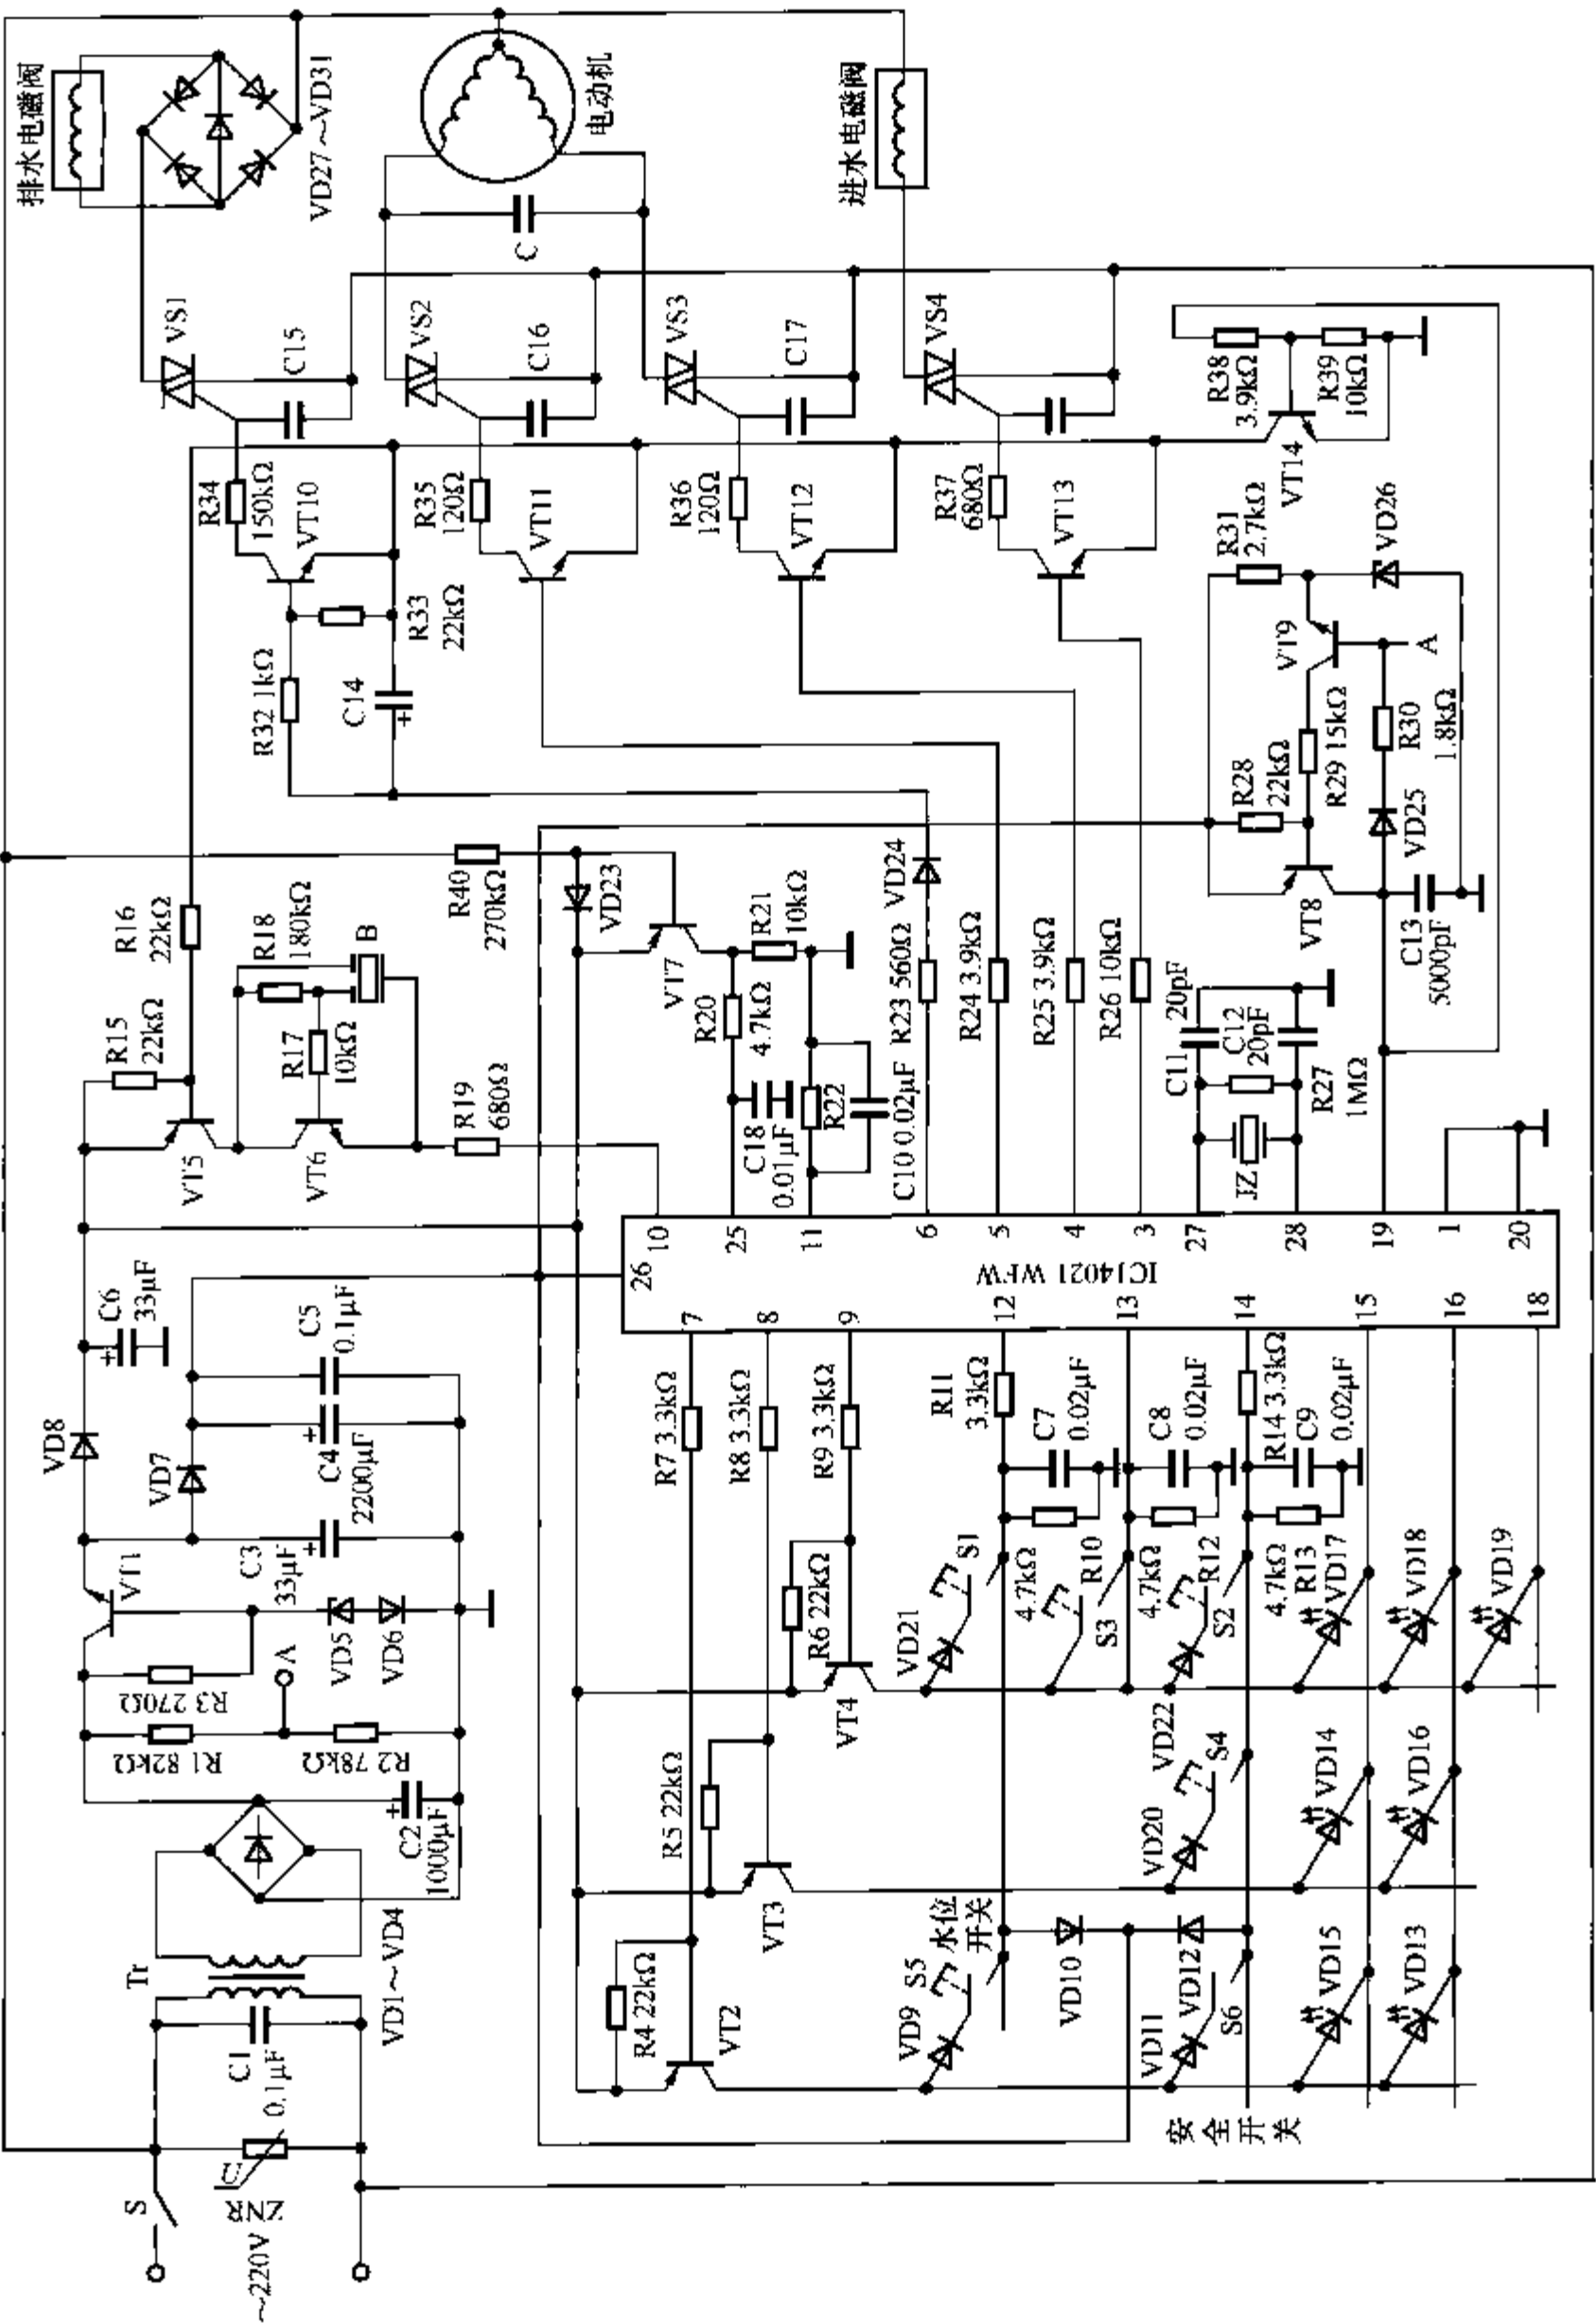 排水电磁阀
VD27～VD31
电动机
进水电磁阀
C
VS1
C15
VS2
C16
VS3
C17
VS4
R38
3.9kΩ
R39
10kΩ
VT14
R34
150kΩ
VT10
R35
120Ω
VT11
R36
120Ω
VT12
R37
680Ω
VT13
R33
22kΩ
R32 1kΩ
C14
R31
2.7kΩ
VD26
VT9
A
R28
22kΩ
R29 15kΩ
R30
1.8kΩ
VD25
VT8
C13
5000pF
R16
22kΩ
R15
22kΩ
R18
180kΩ
B
R17
10kΩ
R19
680Ω
VT5
VT6
R40
270kΩ
VD23
VT7
R21
10kΩ
R20
4.7kΩ
C18
0.01μF
R22
C10 0.02μF
VD24
R23 560Ω
R24 3.9kΩ
R25 3.9kΩ
R26 10kΩ
20pF
C11
C12
20pF
R27
1MΩ
JZ
10
25
11
6
5
4
3
27
28
19
1
20
26
IC14021 WFW
7
8
9
12
13
14
15
16
18
C6
33μF
C5
0.1μF
VD8
VD7
C4
2200μF
C3
33μF
VT1
VD5
VD6
A
R3 270Ω
R1 82kΩ
R2 78kΩ
C2
1000μF
VD1～VD4
Tr
C1
0.1μF
U
ZNR
S
～220V
R7 3.3kΩ
R8 3.3kΩ
R9 3.3kΩ
R11
3.3kΩ
C7
0.02μF
C8
0.02μF
R14 3.3kΩ
C9
0.02μF
R6 22kΩ
VT4
VD21
S1
4.7kΩ
R10
S3
4.7kΩ
R12
S2
4.7kΩ
R13
VD17
VD18
VD19
VD22
R5 22kΩ
VT3
S4
VD20
VD14
VD16
R4 22kΩ
VT2
水位
开关
S5
VD9
VD10
VD12
VD11
S6
VD15
VD13
安全开关